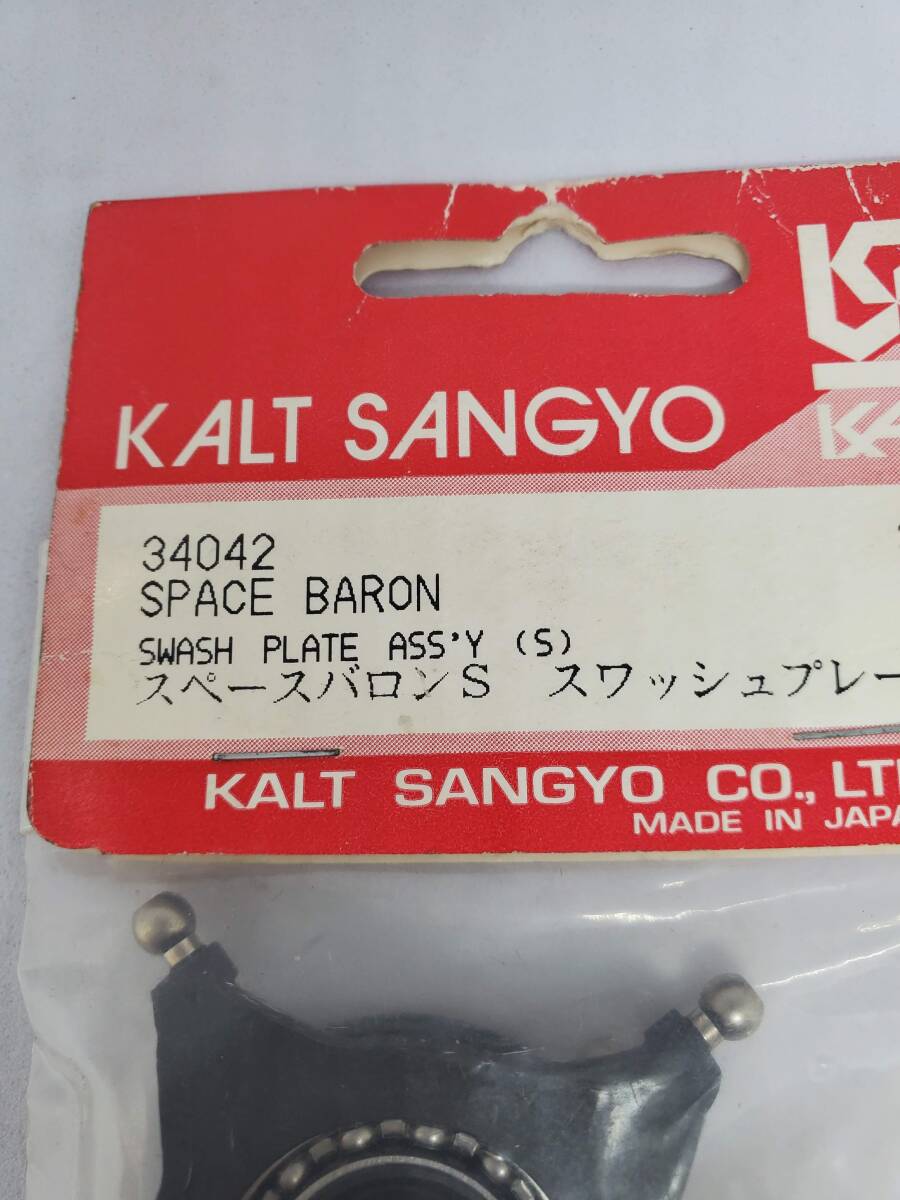 KALT SANGYO
34042
SPACE BARON
SWASH PLATE ASS'Y (S)
スペースバロンS スワッシュプレー
KALT SANGYO CO., LT
MADE IN JAPA